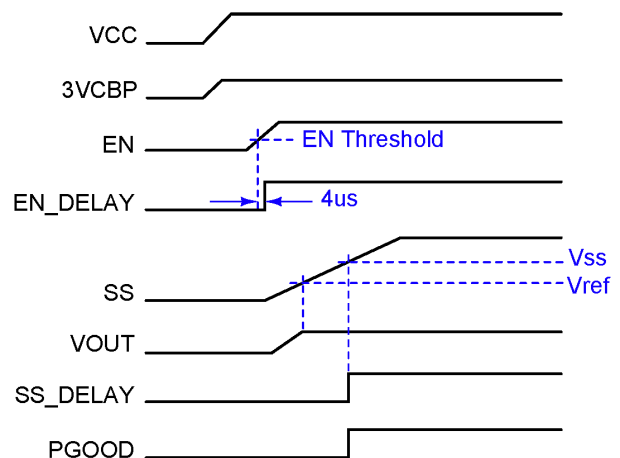 VCC
3VCBP
EN
EN Threshold
EN_DELAY
4us
Vss
SS
Vref
VOUT
SS_DELAY
PGOOD